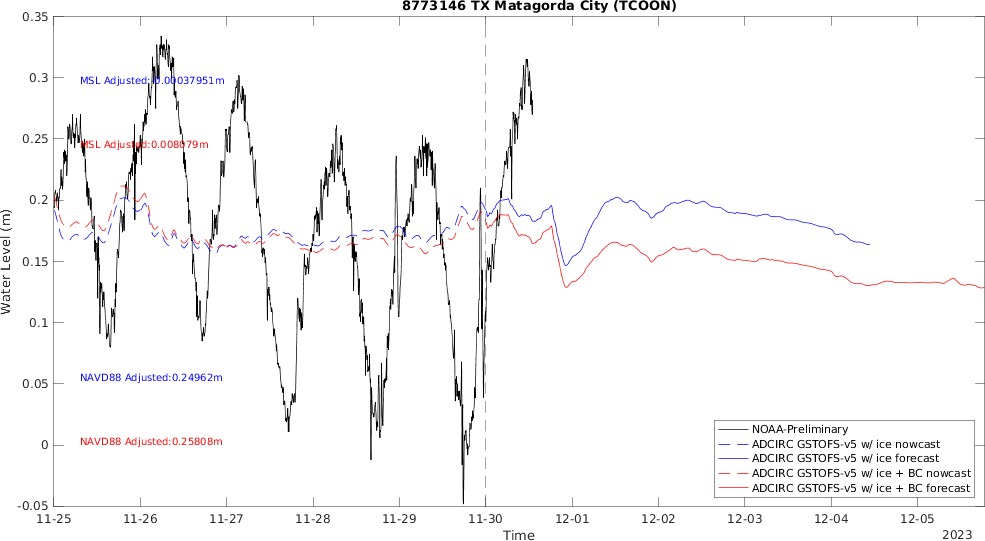 8773146 TX Matagorda City (TCOON)
0.35
0.3
0.25
0.2
0.15
0.1
0.05
0
-0.05
Water Level (m)
MSL Adjusted:-0.00037951m
MSL Adjusted:0.008079m
NAVD88 Adjusted:0.24962m
NAVD88 Adjusted:0.25808m
NOAA-Preliminary
ADCIRC GSTOFS-v5 w/ ice nowcast
ADCIRC GSTOFS-v5 w/ ice forecast
ADCIRC GSTOFS-v5 w/ ice + BC nowcast
ADCIRC GSTOFS-v5 w/ ice + BC forecast
11-25 11-26 11-27 11-28 11-29 11-30 12-01 12-02 12-03 12-04 12-05
Time
2023